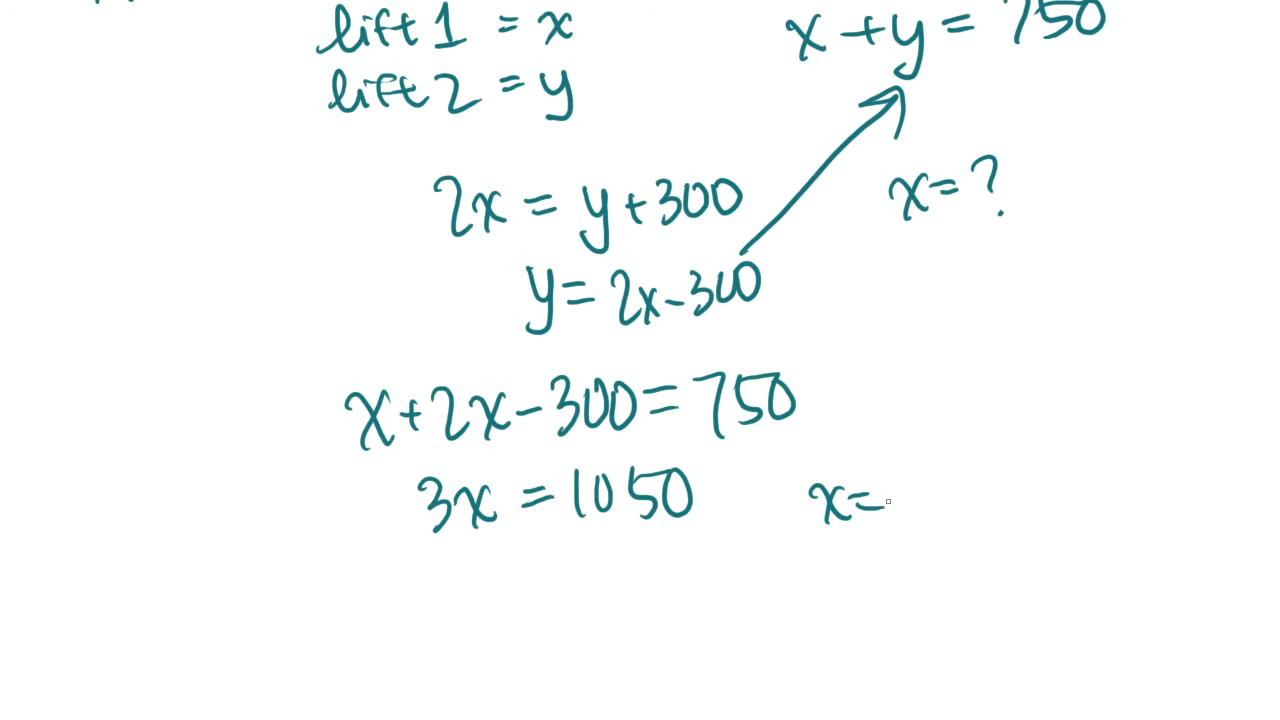 lift 1 = x
x + y = 750
lift 2 = y
2x = y + 300
x = ?
y = 2x - 300
x + 2x - 300 = 750
3x = 1050
x =